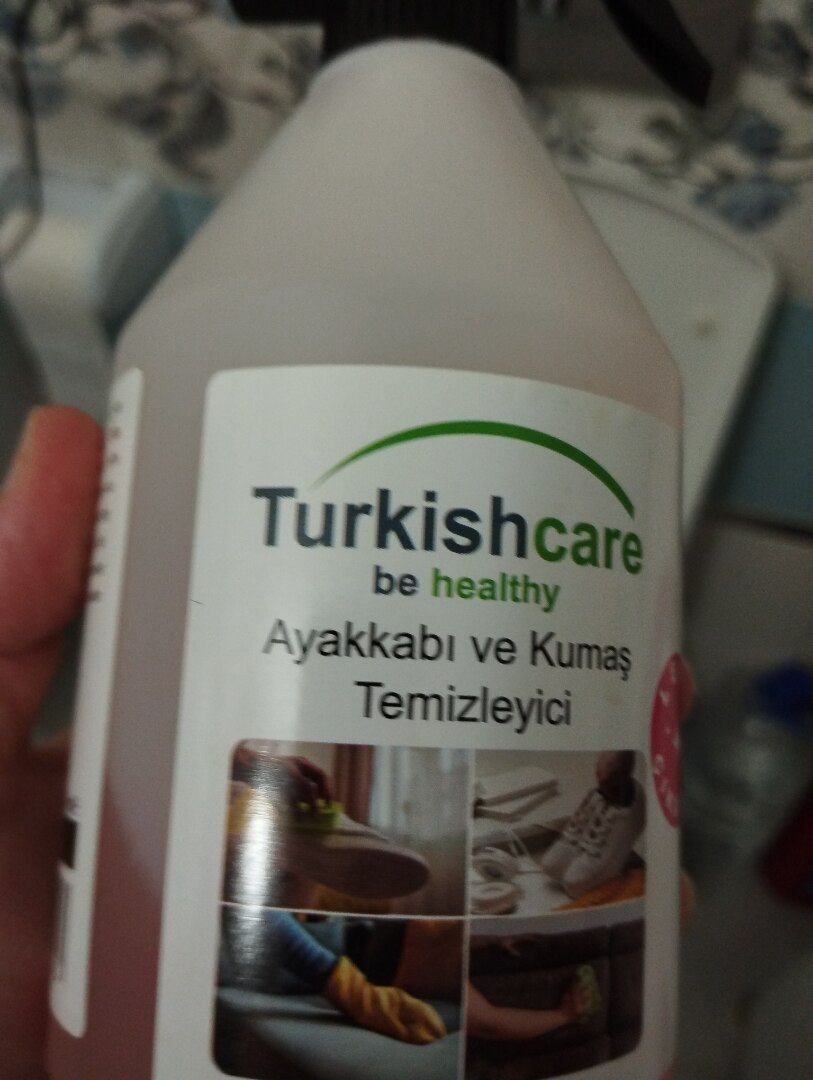 Turkishcare
be healthy
Ayakkabı ve Kumaş
Temizleyici